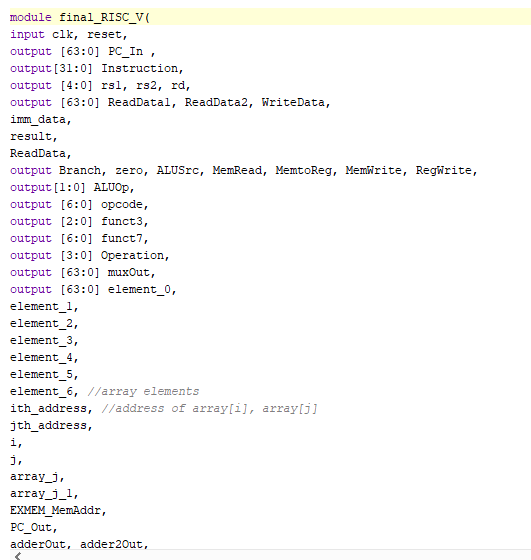 module final_RISC_V(
input clk, reset,
output [63:0] PC_In ,
output[31:0] Instruction,
output [4:0] rs1, rs2, rd,
output [63:0] ReadData1, ReadData2, WriteData,
imm_data,
result,
ReadData,
output Branch, zero, ALUSrc, MemRead, MemtoReg, MemWrite, RegWrite,
output[1:0] ALUOp,
output [6:0] opcode,
output [2:0] funct3,
output [6:0] funct7,
output [3:0] Operation,
output [63:0] muxOut,
output [63:0] element_0,
element_1,
element_2,
element_3,
element_4,
element_5,
element_6, //array elements
ith_address, //address of array[i], array[j]
jth_address,
i,
j,
array_j,
array_j_1,
EXMEM_MemAddr,
PC_Out,
adderOut, adder2Out,